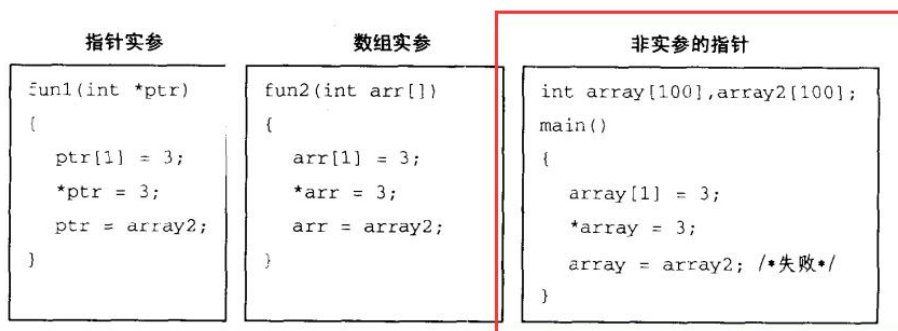 指针实参
fun1(int *ptr)
{
ptr[1] = 3;
*ptr = 3;
ptr = array2;
}
数组实参
fun2(int arr[])
{
arr[1] = 3;
*arr = 3;
arr = array2;
}
非实参的指针
int array[100],array2[100];
main()
{
array[1] = 3;
*array = 3;
array = array2; /*失败*/
}